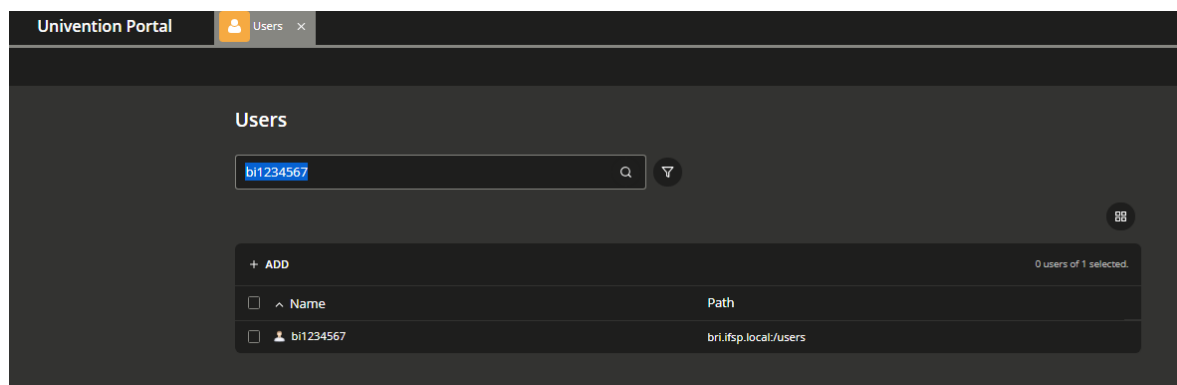 Univention Portal Users ×
Users
bi1234567
+ ADD 0 users of 1 selected.
Name Path
bi1234567 bri.ifsp.local:/users